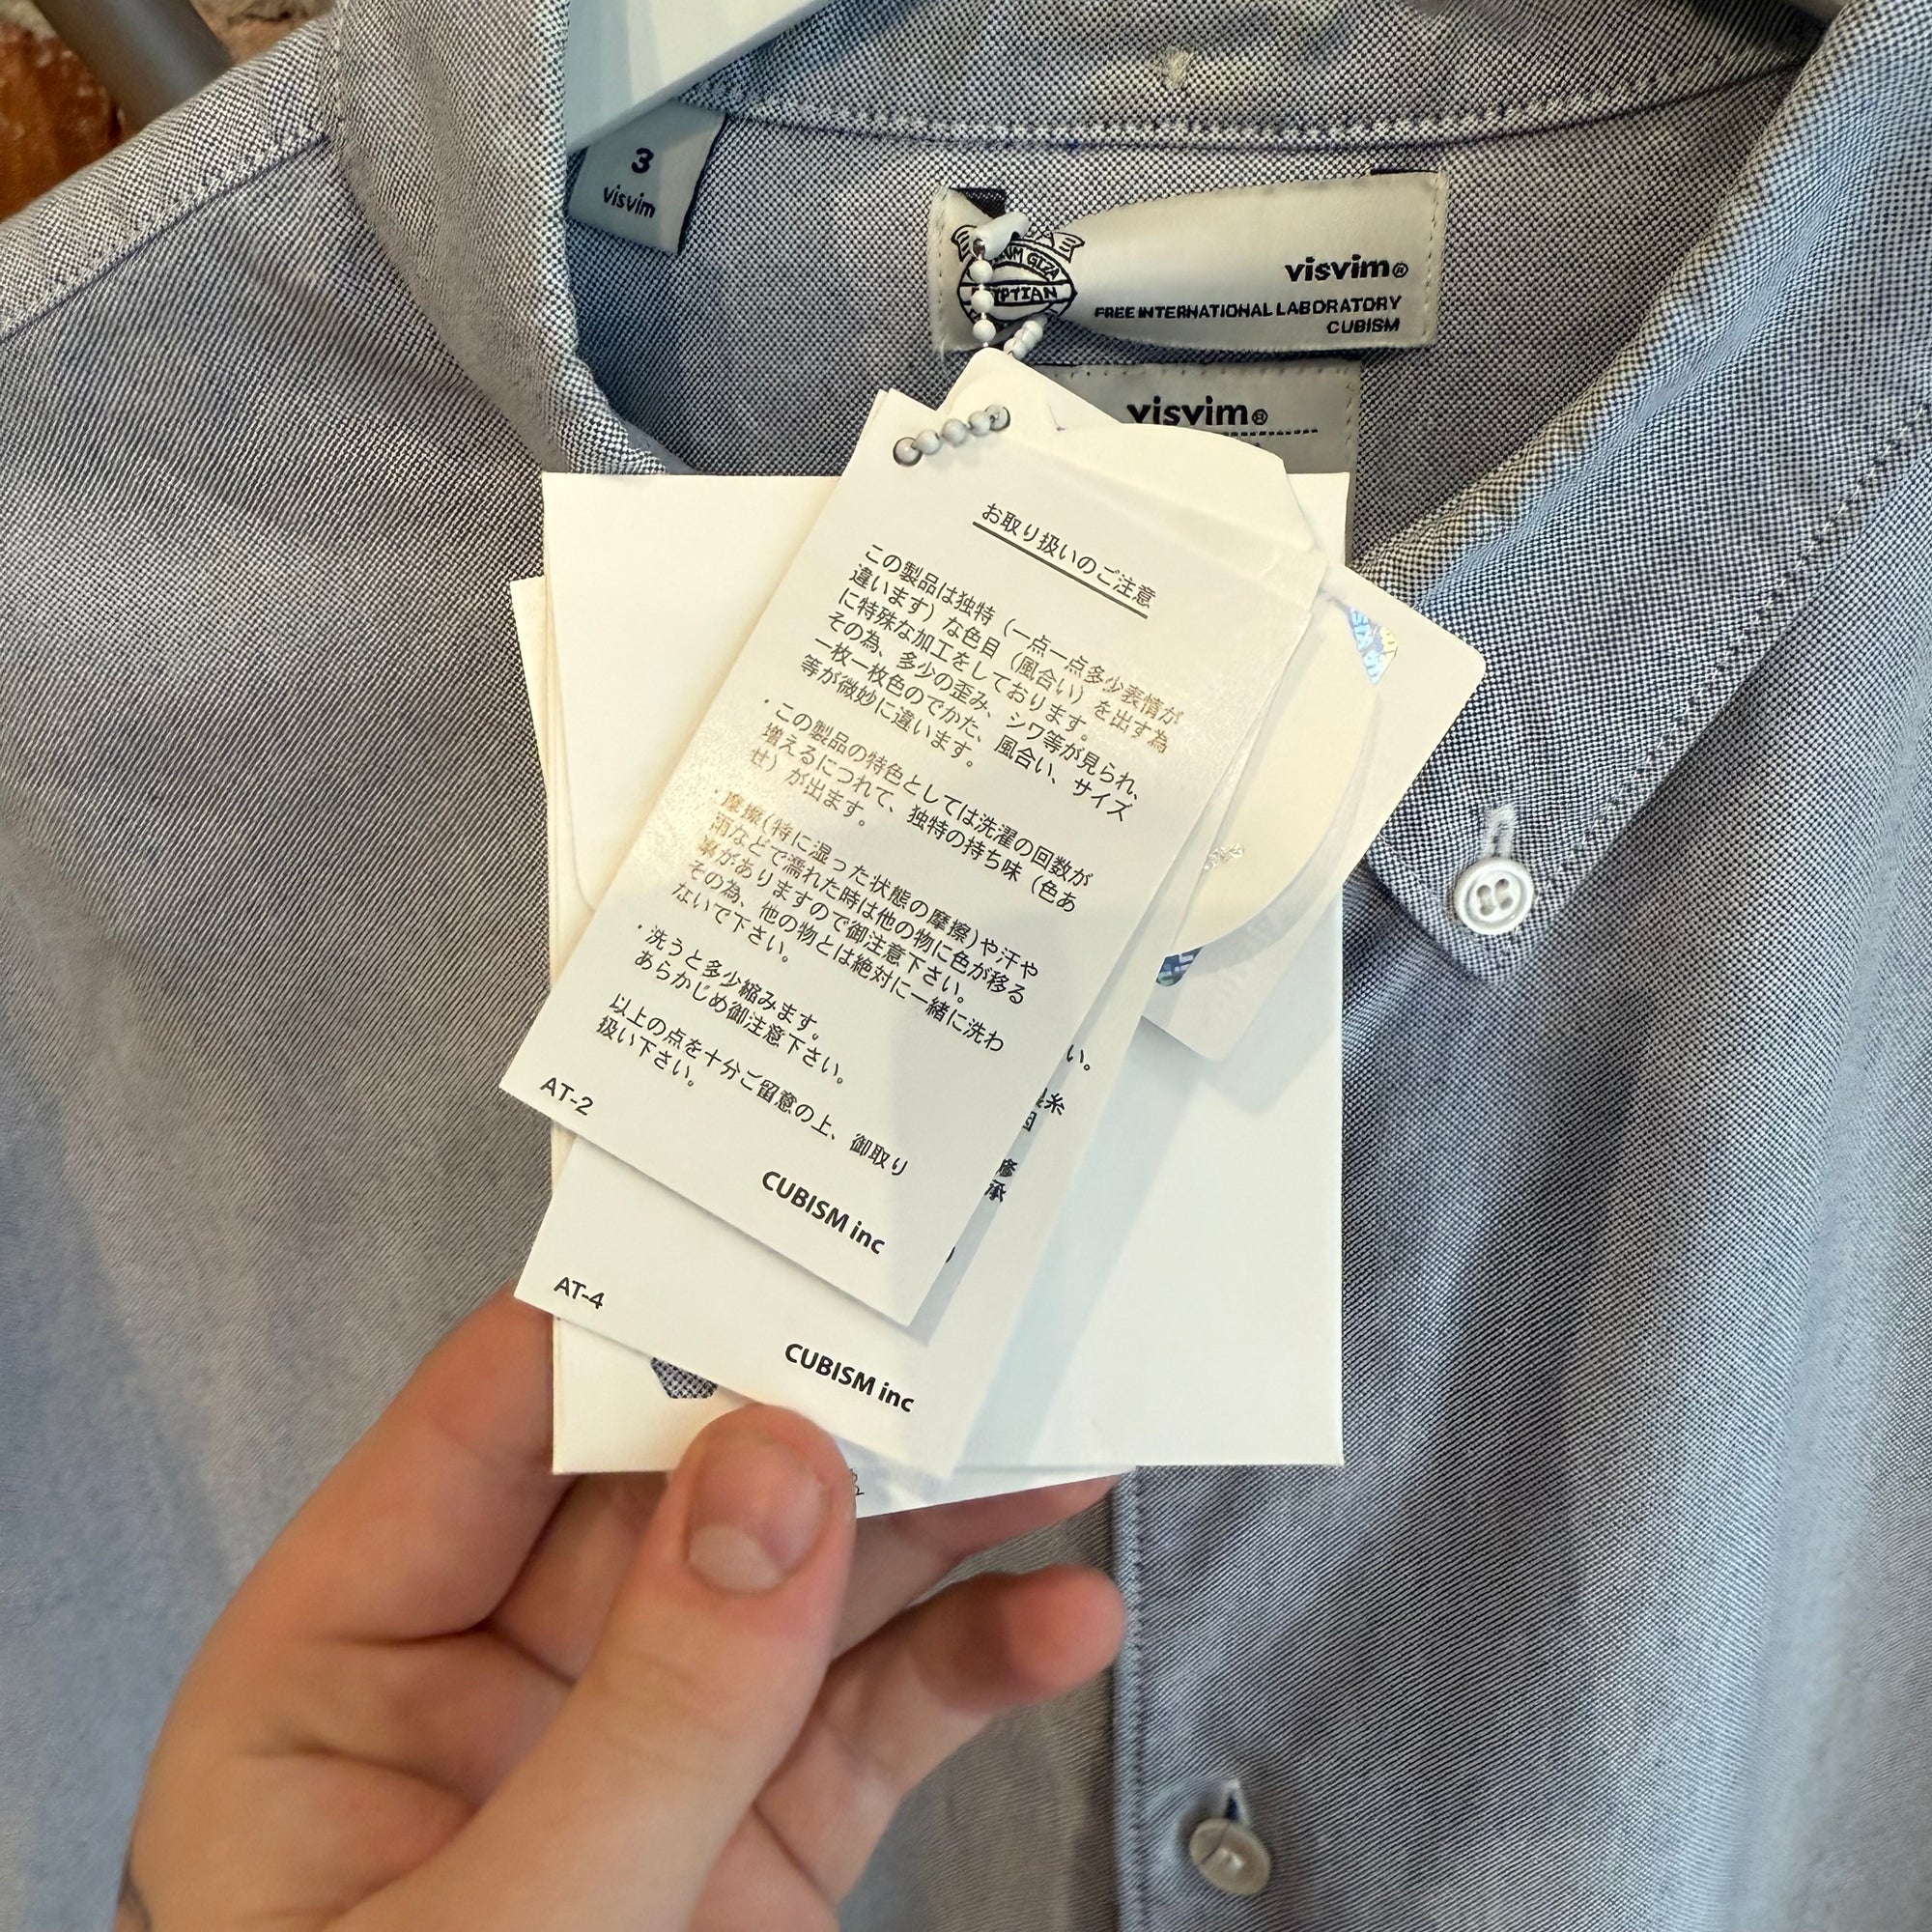 3
visvim
UM GIZA
EGYPTIAN
visvim®
FREE INTERNATIONAL LABORATORY
CUBISM
visvim®
お取り扱いのご注意
この製品は独特（一点一点多少表情が
違います）な色目（風合い）を出す為
に特殊な加工をしております。
その為、多少の歪み、シワ等が見られ、
一枚一枚色のでかた、風合い、サイズ
等が微妙に違います。
・この製品の特色としては洗濯の回数が
増えるにつれて、独特の持ち味（色あ
せ）が出ます。
・摩擦(特に湿った状態の摩擦)や汗や
雨などで濡れた時は他の物に色が移る
事がありますので御注意下さい。
その為、他の物とは絶対に一緒に洗わ
ないで下さい。
・洗うと多少縮みます。
あらかじめ御注意下さい。
以上の点を十分ご留意の上、御取り
扱い下さい。
AT-2
CUBISM inc
い。
糸
修
承
AT-4
CUBISM inc